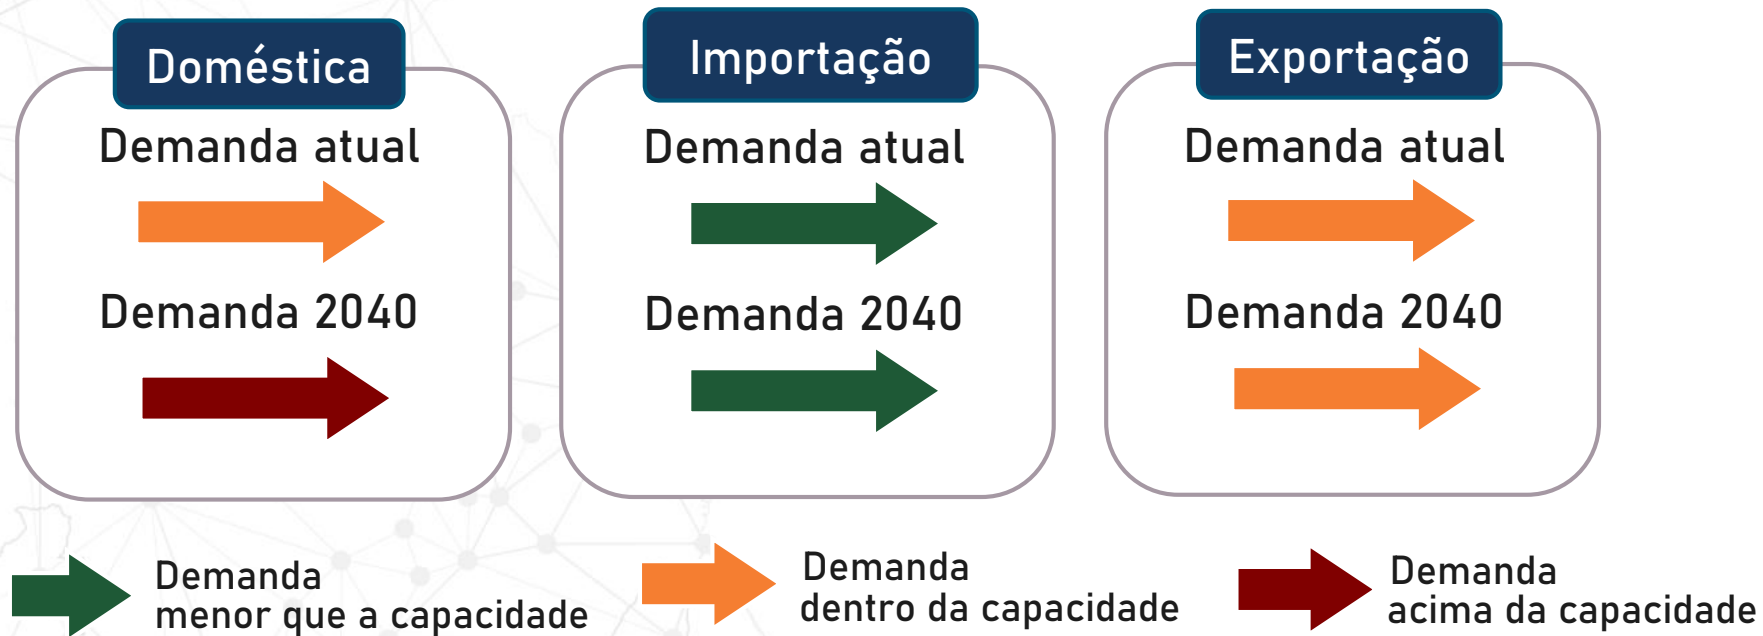 Doméstica
Demanda atual
Demanda 2040
Importação
Demanda atual
Demanda 2040
Exportação
Demanda atual
Demanda 2040
Demanda
menor que a capacidade
Demanda
dentro da capacidade
Demanda
acima da capacidade